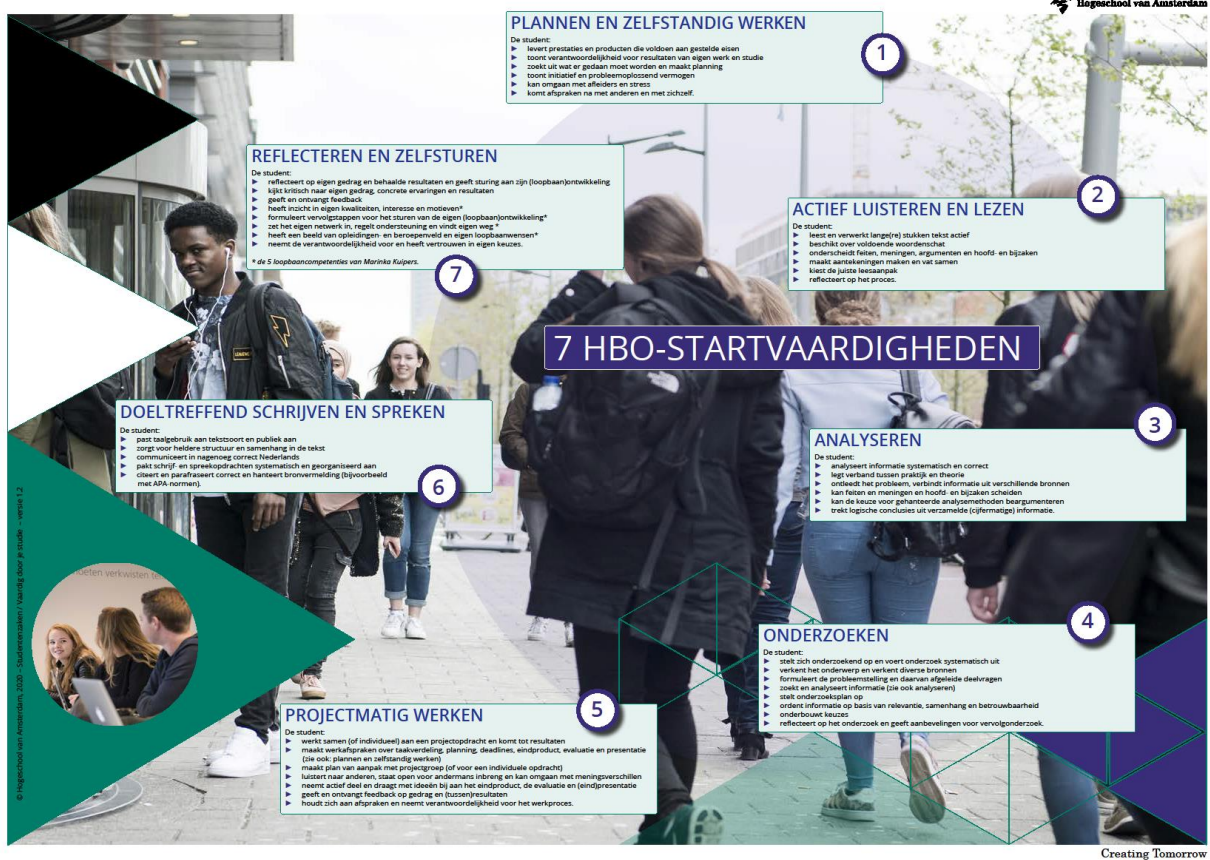 Hogeschool van Amsterdam
PLANNEN EN ZELFSTANDIG WERKEN
De student:
levert prestaties en producten die voldoen aan gestelde eisen
toont verantwoordelijkheid voor resultaten van eigen werk en studie
zoekt uit wat er gedaan moet worden en maakt planning
toont initiatief en probleemoplossend vermogen
kan omgaan met afleiders en stress
komt afspraken na met anderen en met zichzelf.
1
REFLECTEREN EN ZELFSTUREN
De student:
reflecteert op eigen gedrag en behaalde resultaten en geeft sturing aan zijn (loopbaan)ontwikkeling
kijkt kritisch naar eigen gedrag, concrete ervaringen en resultaten
geeft en ontvangt feedback
heeft inzicht in eigen kwaliteiten, interesse en motieven*
formuleert vervolgstappen voor het sturen van de eigen (loopbaan)ontwikkeling*
zet het eigen netwerk in, regelt ondersteuning en vindt eigen weg *
heeft een beeld van opleidingen- en beroepenveld en eigen loopbaanwensen*
neemt de verantwoordelijkheid voor en heeft vertrouwen in eigen keuzes.
* de 5 loopbaancompetenties van Marinka Kuipers.
7
2
ACTIEF LUISTEREN EN LEZEN
De student:
leest en verwerkt lange(re) stukken tekst actief
beschikt over voldoende woordenschat
onderscheidt feiten, meningen, argumenten en hoofd- en bijzaken
maakt aantekeningen maken en vat samen
kiest de juiste leesaanpak
reflecteert op het proces.
7 HBO-STARTVAARDIGHEDEN
DOELTREFFEND SCHRIJVEN EN SPREKEN
De student:
past taalgebruik aan tekstsoort en publiek aan
zorgt voor heldere structuur en samenhang in de tekst
communiceert in nagenoeg correct Nederlands
pakt schrijf- en spreekopdrachten systematisch en georganiseerd aan
citeert en parafraseert correct en hanteert bronvermelding (bijvoorbeeld
met APA-normen).
6
3
ANALYSEREN
De student:
analyseert informatie systematisch en correct
legt verband tussen praktijk en theorie
ontleedt het probleem, verbindt informatie uit verschillende bronnen
kan feiten en meningen en hoofd- en bijzaken scheiden
kan de keuze voor gehanteerde analysemethoden beargumenteren
trekt logische conclusies uit verzamelde (cijfermatige) informatie.
4
ONDERZOEKEN
De student:
stelt zich onderzoekend op en voert onderzoek systematisch uit
verkent het onderwerp en verkent diverse bronnen
formuleert de probleemstelling en daarvan afgeleide deelvragen
zoekt en analyseert informatie (zie ook analyseren)
stelt onderzoeksplan op
ordent informatie op basis van relevantie, samenhang en betrouwbaarheid
onderbouwt keuzes
reflecteert op het onderzoek en geeft aanbevelingen voor vervolgonderzoek.
5
PROJECTMATIG WERKEN
De student:
werkt samen (of individueel) aan een projectopdracht en komt tot resultaten
maakt werkafspraken over taakverdeling, planning, deadlines, eindproduct, evaluatie en presentatie
(zie ook: plannen en zelfstandig werken)
maakt plan van aanpak met projectgroep (of voor een individuele opdracht)
luistert naar anderen, staat open voor andermans inbreng en kan omgaan met meningsverschillen
neemt actief deel en draagt met ideeën bij aan het eindproduct, de evaluatie en (eind)presentatie
geeft en ontvangt feedback op gedrag en (tussen)resultaten
houdt zich aan afspraken en neemt verantwoordelijkheid voor het werkproces.
© Hogeschool van Amsterdam, 2020 – Studentenzaken / Vaardig door je studie – versie 1.2
verkwisten
Creating Tomorrow